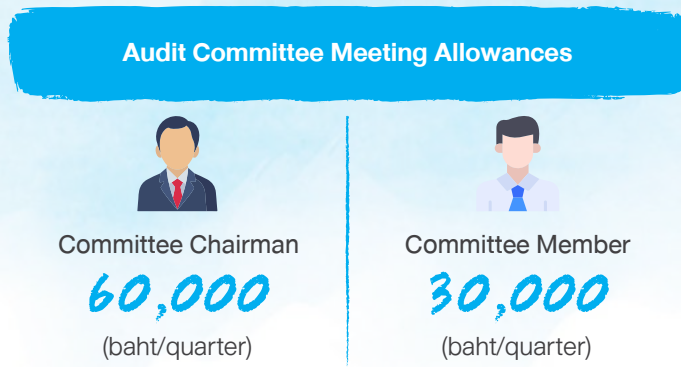 Audit Committee Meeting Allowances
Committee Chairman
60,000
(baht/quarter)
Committee Member
30,000
(baht/quarter)